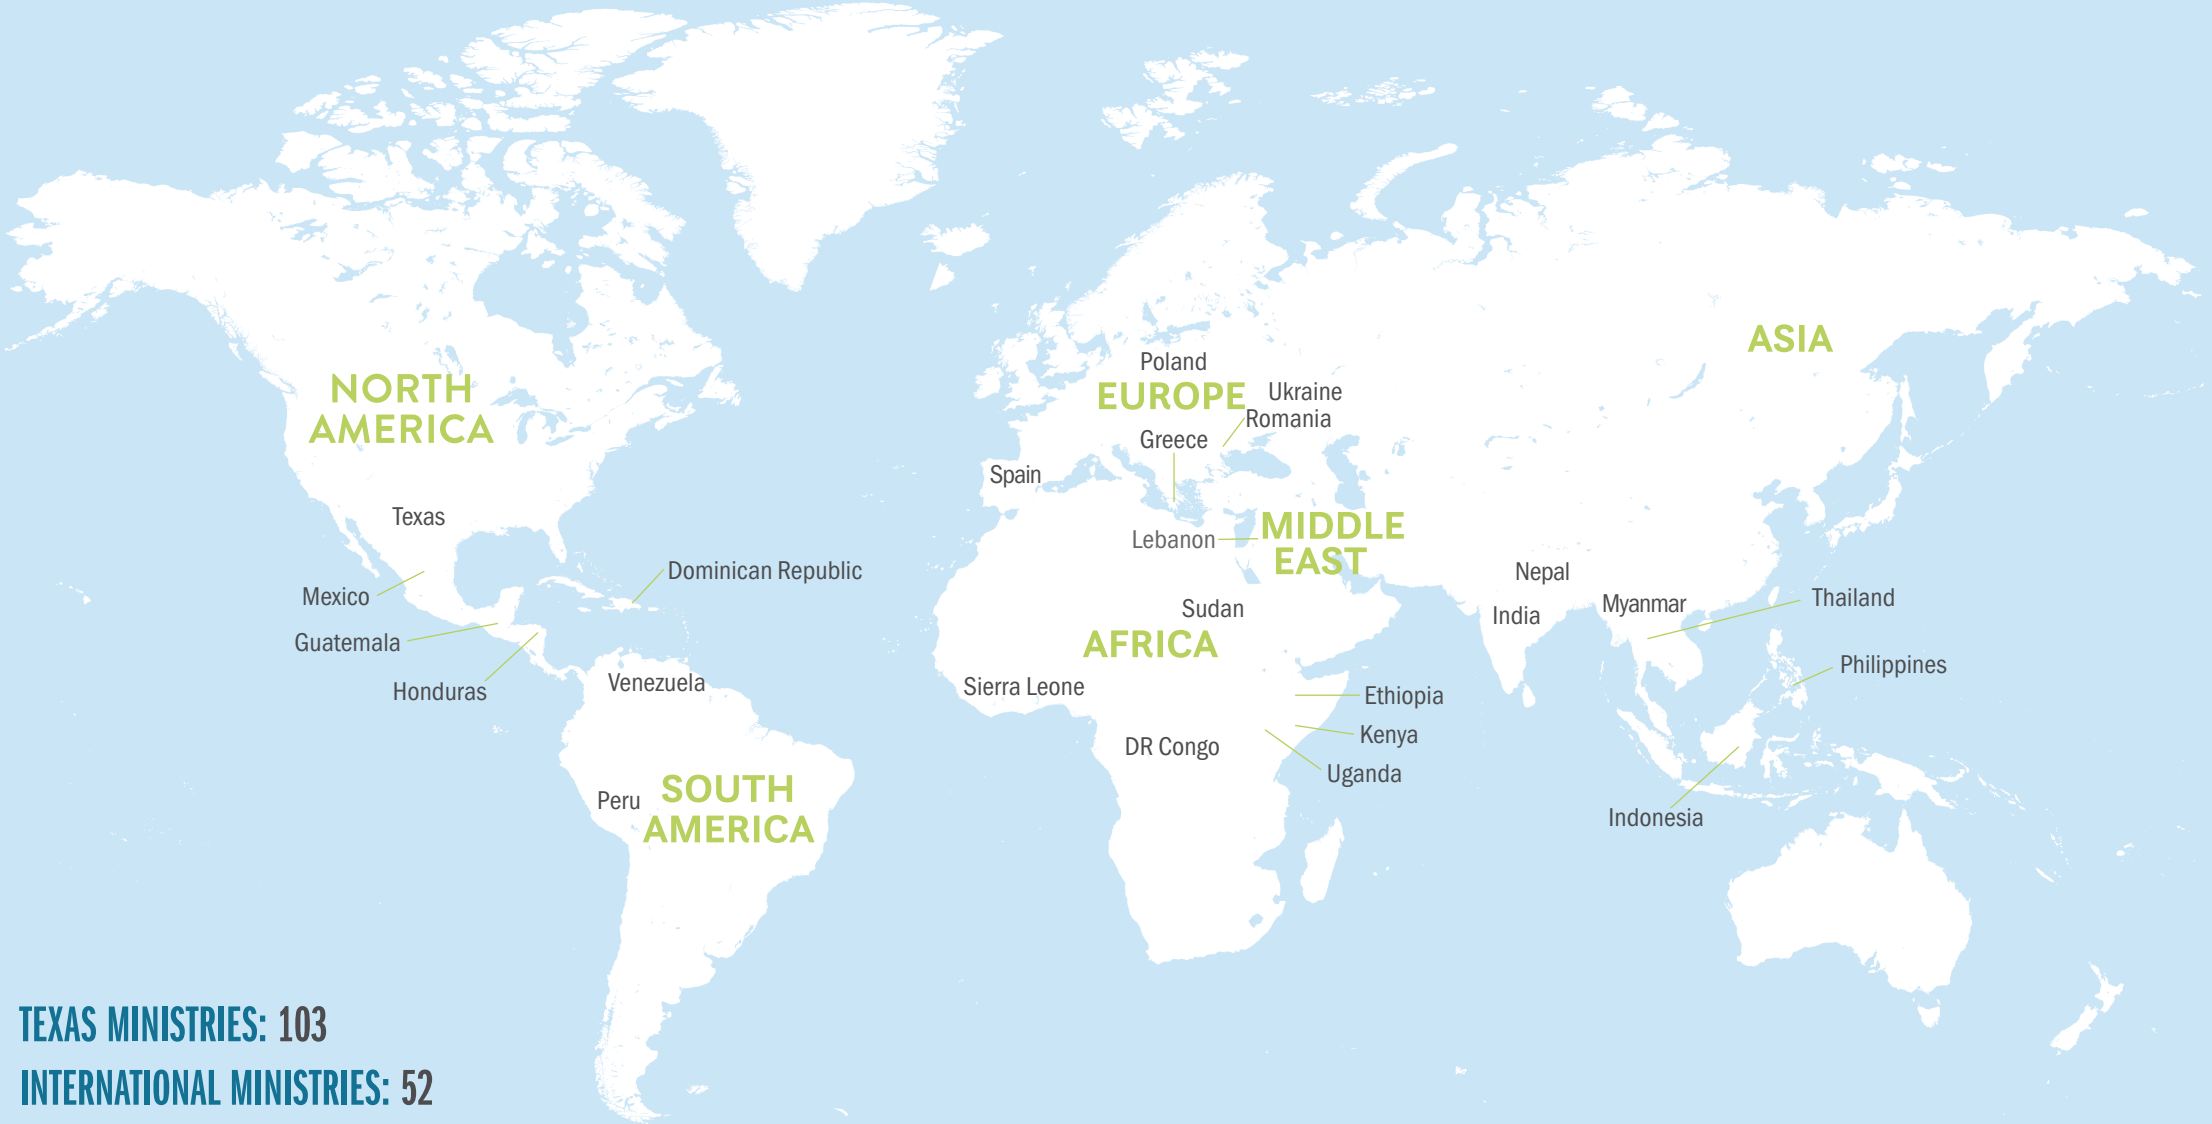 NORTH
AMERICA
Texas
Mexico
Guatemala
Honduras
Dominican Republic
Venezuela
Peru
SOUTH
AMERICA
Poland
EUROPE
Ukraine
Romania
Greece
Spain
Lebanon
MIDDLE
EAST
Sudan
AFRICA
Sierra Leone
DR Congo
Ethiopia
Kenya
Uganda
ASIA
Nepal
India
Myanmar
Thailand
Philippines
Indonesia
TEXAS MINISTRIES: 103
INTERNATIONAL MINISTRIES: 52